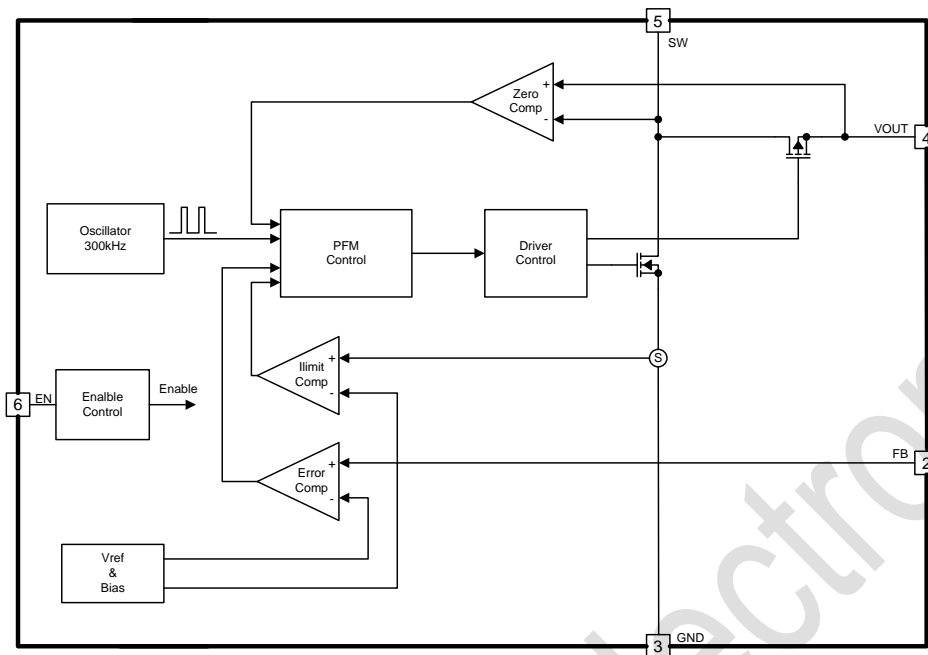 5
SW
+
Zero
Comp
-
VOUT
4
Oscillator
300kHz
PFM
Control
Driver
Control
+
Ilimit
Comp
-
S
6
EN
Enalble
Control
Enable
FB
2
+
Error
Comp
-
Vref
&
Bias
3
GND
lectron